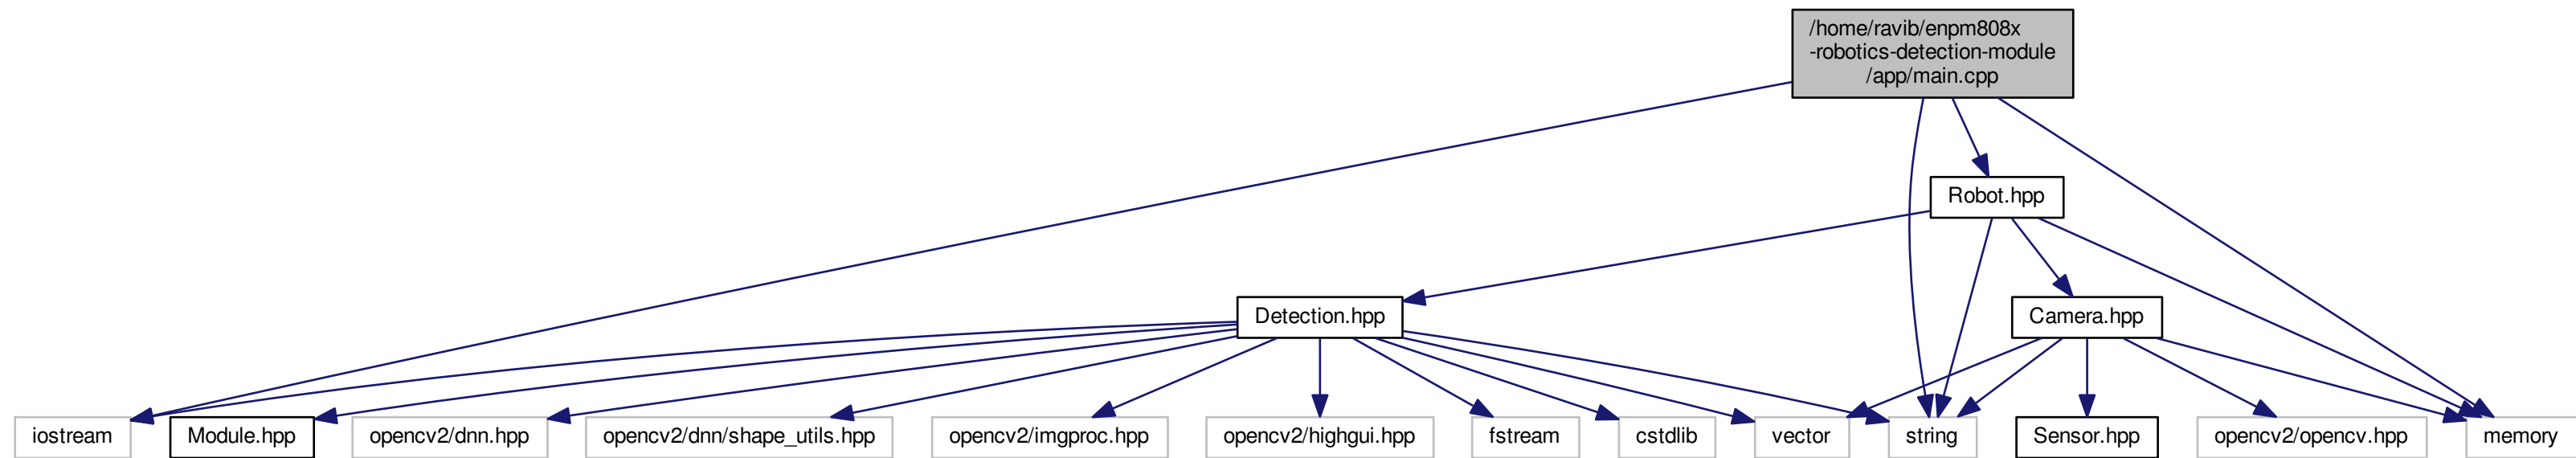 /home/ravib/enpm808x
-robotics-detection-module
/app/main.cpp
Robot.hpp
Detection.hpp
Camera.hpp
iostream
Module.hpp
opencv2/dnn.hpp
opencv2/dnn/shape_utils.hpp
opencv2/imgproc.hpp
opencv2/highgui.hpp
fstream
cstdlib
vector
string
Sensor.hpp
opencv2/opencv.hpp
memory